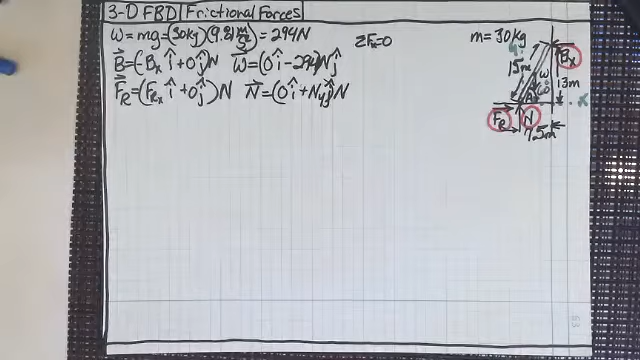 3-D FBD Frictional Forces
W = mg = (30kg)(9.81 m/s²) = 294N
ΣFx=0
m = 30kg
B⃗=(-Bx î + 0ĵ)N W⃗=(0î - 294ĵ)N
F⃗R=(FRx î + 0ĵ)N N⃗=(0î + Ny ĵ)N
Bx
15m
W
13m
A
x
FR
N
7.5m